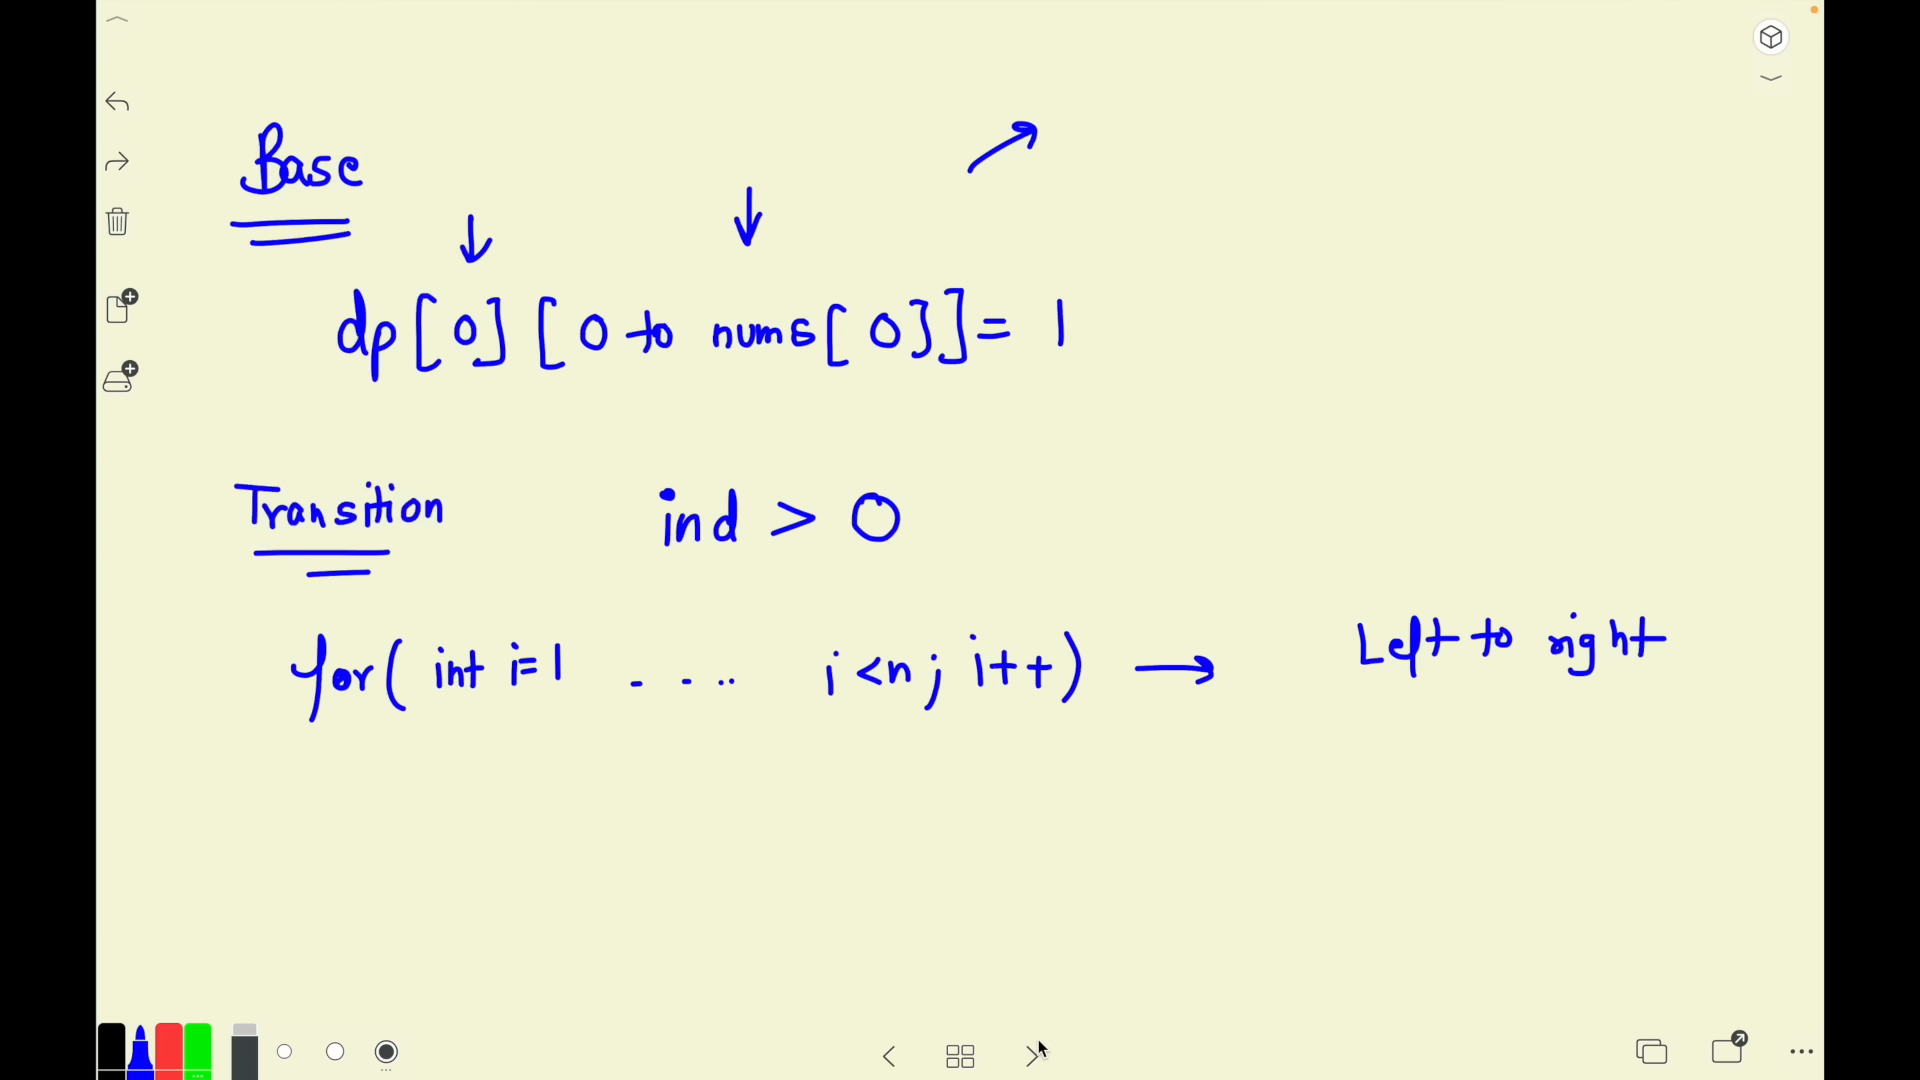 Base
dp[0][0 to nums[0]] = 1
Transition ind > 0
for( int i=1 ..... i<n; i++) → Left to right